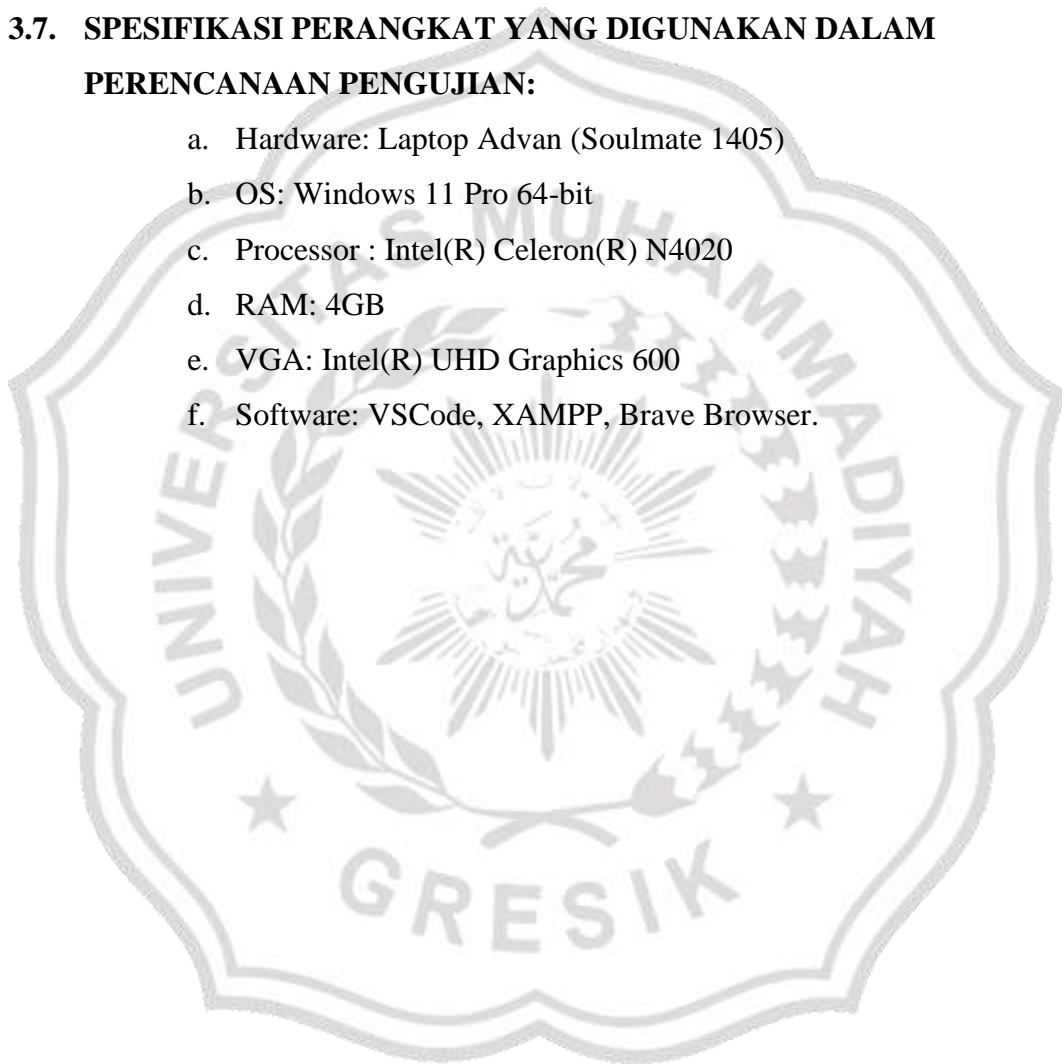 3.7. SPESIFIKASI PERANGKAT YANG DIGUNAKAN DALAM
PERENCANAAN PENGUJIAN:
a. Hardware: Laptop Advan (Soulmate 1405)
b. OS: Windows 11 Pro 64-bit
c. Processor : Intel(R) Celeron(R) N4020
d. RAM: 4GB
e. VGA: Intel(R) UHD Graphics 600
f. Software: VSCode, XAMPP, Brave Browser.
UNIVERSITAS MUHAMMADIYAH
GRESIK